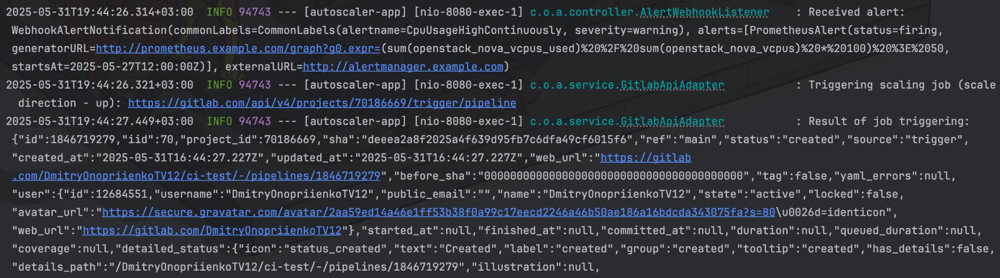 2025-05-31T19:44:26.314+03:00  INFO 94743 --- [autoscaler-app] [nio-8080-exec-1] c.o.a.controller.AlertWebhookListener    : Received alert:
WebhookAlertNotification(commonLabels=CommonLabels(alertname=CpuUsageHighContinuously, severity=warning), alerts=[PrometheusAlert(status=firing,
generatorURL=http://prometheus.example.com/graph?g0.expr=(sum(openstack_nova_vcpus_used)%20%2F%20sum(openstack_nova_vcpus)%20*%20100)%20%3E%2050,
startsAt=2025-05-27T12:00:00Z)], externalURL=http://alertmanager.example.com)
2025-05-31T19:44:26.321+03:00  INFO 94743 --- [autoscaler-app] [nio-8080-exec-1] c.o.a.service.GitlabApiAdapter           : Triggering scaling job (scale
direction - up): https://gitlab.com/api/v4/projects/70186669/trigger/pipeline
2025-05-31T19:44:27.449+03:00  INFO 94743 --- [autoscaler-app] [nio-8080-exec-1] c.o.a.service.GitlabApiAdapter           : Result of job triggering:
{"id":1846719279,"iid":70,"project_id":70186669,"sha":"deeea2a8f2025a4f639d95fb7c6dfa49cf6015f6","ref":"main","status":"created","source":"trigger",
"created_at":"2025-05-31T16:44:27.227Z","updated_at":"2025-05-31T16:44:27.227Z","web_url":"https://gitlab
.com/DmitryOnopriienkoTV12/ci-test/-/pipelines/1846719279","before_sha":"0000000000000000000000000000000000000000","tag":false,"yaml_errors":null,
"user":{"id":12684551,"username":"DmitryOnopriienkoTV12","public_email":"","name":"DmitryOnopriienkoTV12","state":"active","locked":false,
"avatar_url":"https://secure.gravatar.com/avatar/2aa59ed14a46e1ff53b38f0a99c17eecd2246a46b50ae186a16bdcda343075fa?s=80\u0026d=identicon",
"web_url":"https://gitlab.com/DmitryOnopriienkoTV12"},"started_at":null,"finished_at":null,"committed_at":null,"duration":null,"queued_duration":null,
"coverage":null,"detailed_status":{"icon":"status_created","text":"Created","label":"created","group":"created","tooltip":"created","has_details":false,
"details_path":"/DmitryOnopriienkoTV12/ci-test/-/pipelines/1846719279","illustration":null,